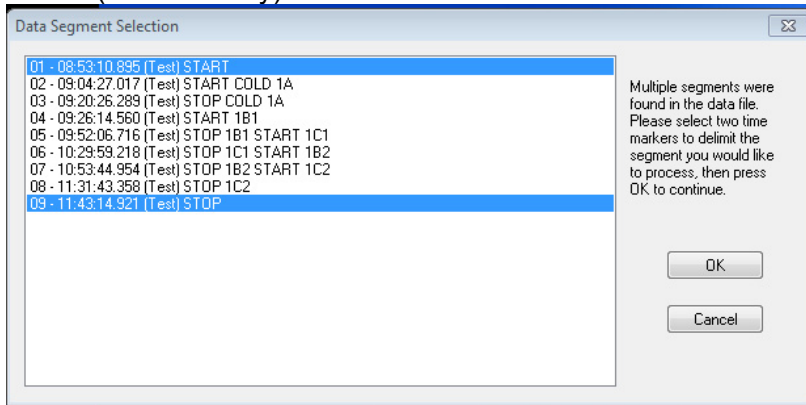 Data Segment Selection
01 - 08:53:10.895 (Test) START
02 - 09:04:27.017 (Test) START COLD 1A
03 - 09:20:26.289 (Test) STOP COLD 1A
04 - 09:26:14.560 (Test) START 1B1
05 - 09:52:06.716 (Test) STOP 1B1 START 1C1
06 - 10:29:59.218 (Test) STOP 1C1 START 1B2
07 - 10:53:44.954 (Test) STOP 1B2 START 1C2
08 - 11:31:43.358 (Test) STOP 1C2
09 - 11:43:14.921 (Test) STOP
Multiple segments were
found in the data file.
Please select two time
markers to delimit the
segment you would like
to process, then press
OK to continue.
OK
Cancel